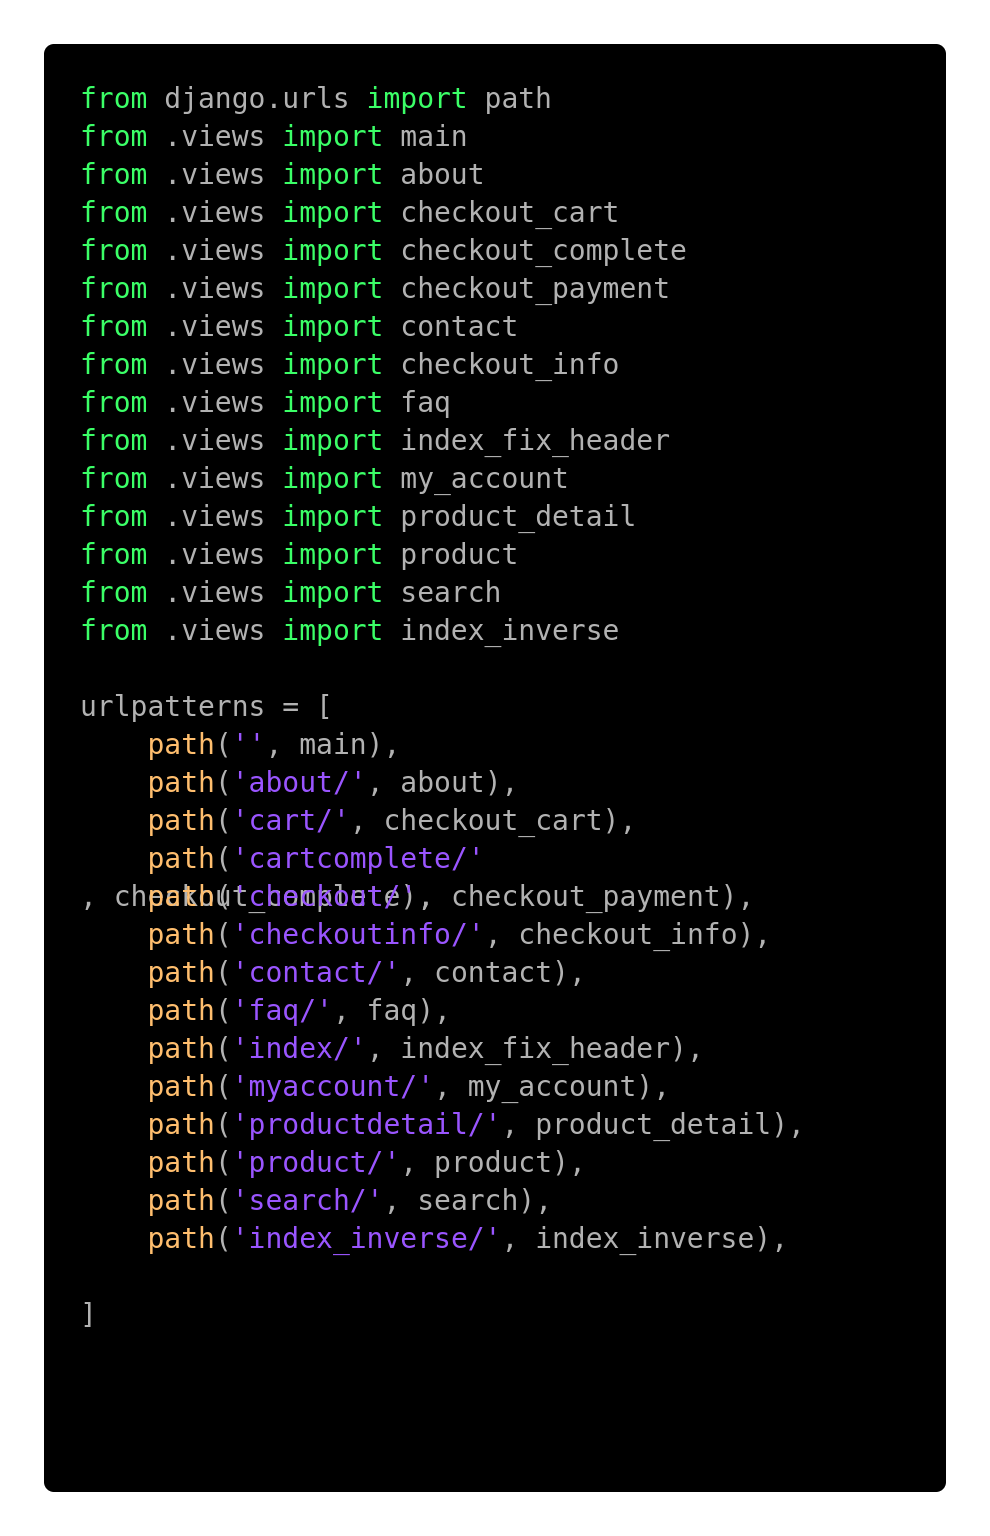 from django.urls import path
from .views import main
from .views import about
from .views import checkout_cart
from .views import checkout_complete
from .views import checkout_payment
from .views import contact
from .views import checkout_info
from .views import faq
from .views import index_fix_header
from .views import my_account
from .views import product_detail
from .views import product
from .views import search
from .views import index_inverse

urlpatterns = [
    path('', main),
    path('about/', about),
    path('cart/', checkout_cart),
    path('cartcomplete/'
, checkout_complete),
    path('checkout/', checkout_payment),
    path('checkoutinfo/', checkout_info),
    path('contact/', contact),
    path('faq/', faq),
    path('index/', index_fix_header),
    path('myaccount/', my_account),
    path('productdetail/', product_detail),
    path('product/', product),
    path('search/', search),
    path('index_inverse/', index_inverse),

]